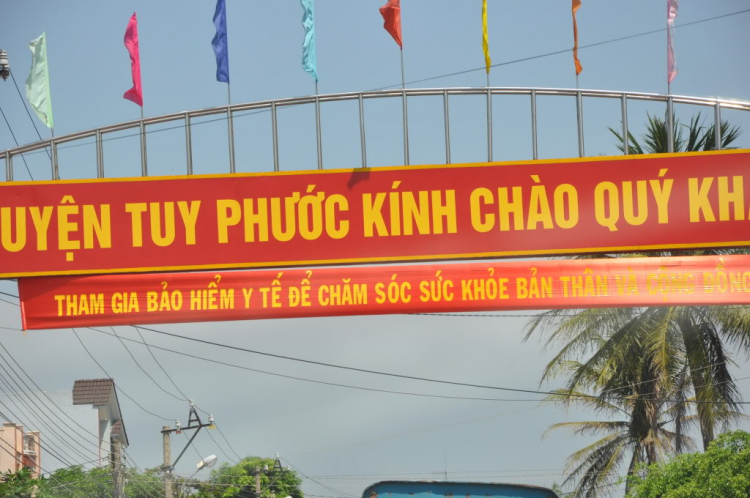 UYỆN TUY PHƯỚC KÍNH CHÀO QUÝ KH
THAM GIA BẢO HIỂM Y TẾ ĐỂ CHĂM SÓC SỨC KHỎE BẢN THÂN VÀ CỘNG ĐỒNG